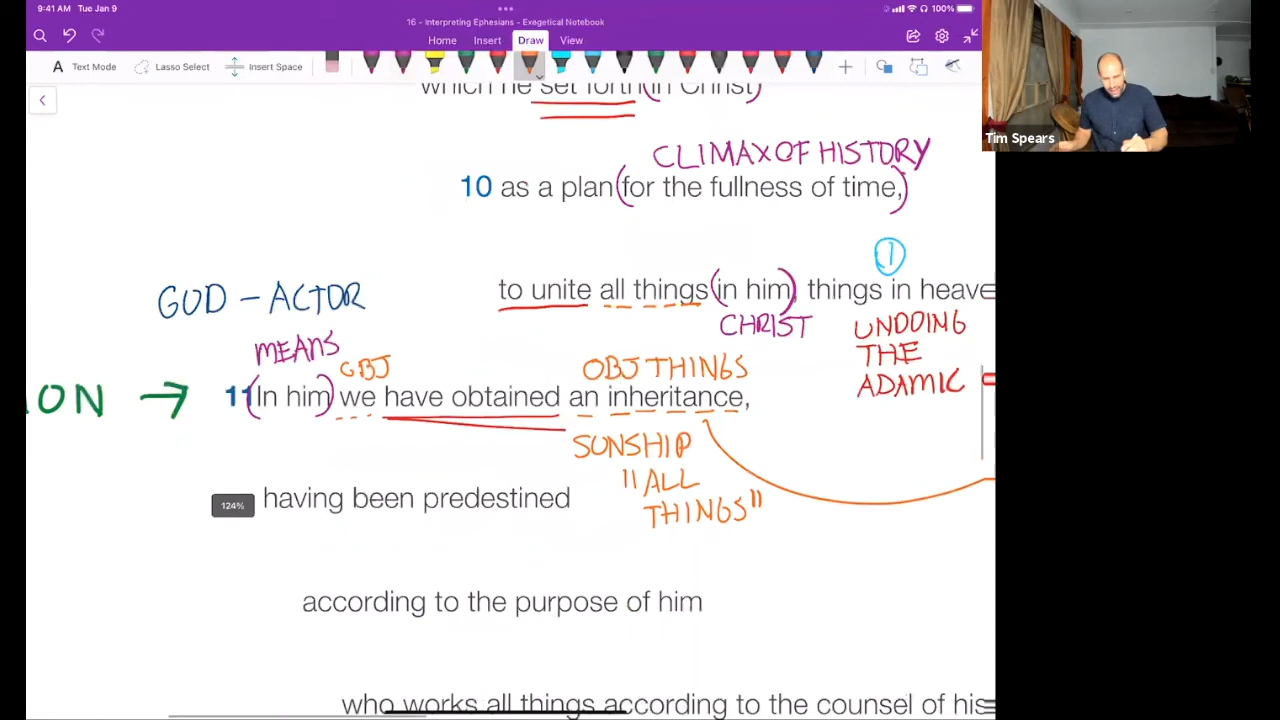 9:41 AM Tue Jan 9
100%
16 - Interpreting Ephesians - Exegetical Notebook
Home Insert Draw View
Text Mode Lasso Select Insert Space
which he set forth (in Christ)
Tim Spears
CLIMAX OF HISTORY
10 as a plan (for the fullness of time,)
1
GOD - ACTOR
to unite all things (in him) things in heave
MEANS
CHRIST
UNDOING
THE
ADAMIC
OBJ
OBJ THINGS
ON → 11 (In him) we have obtained an inheritance,
SONSHIP
"ALL
THINGS"
124%
having been predestined
according to the purpose of him
who works all things according to the counsel of his